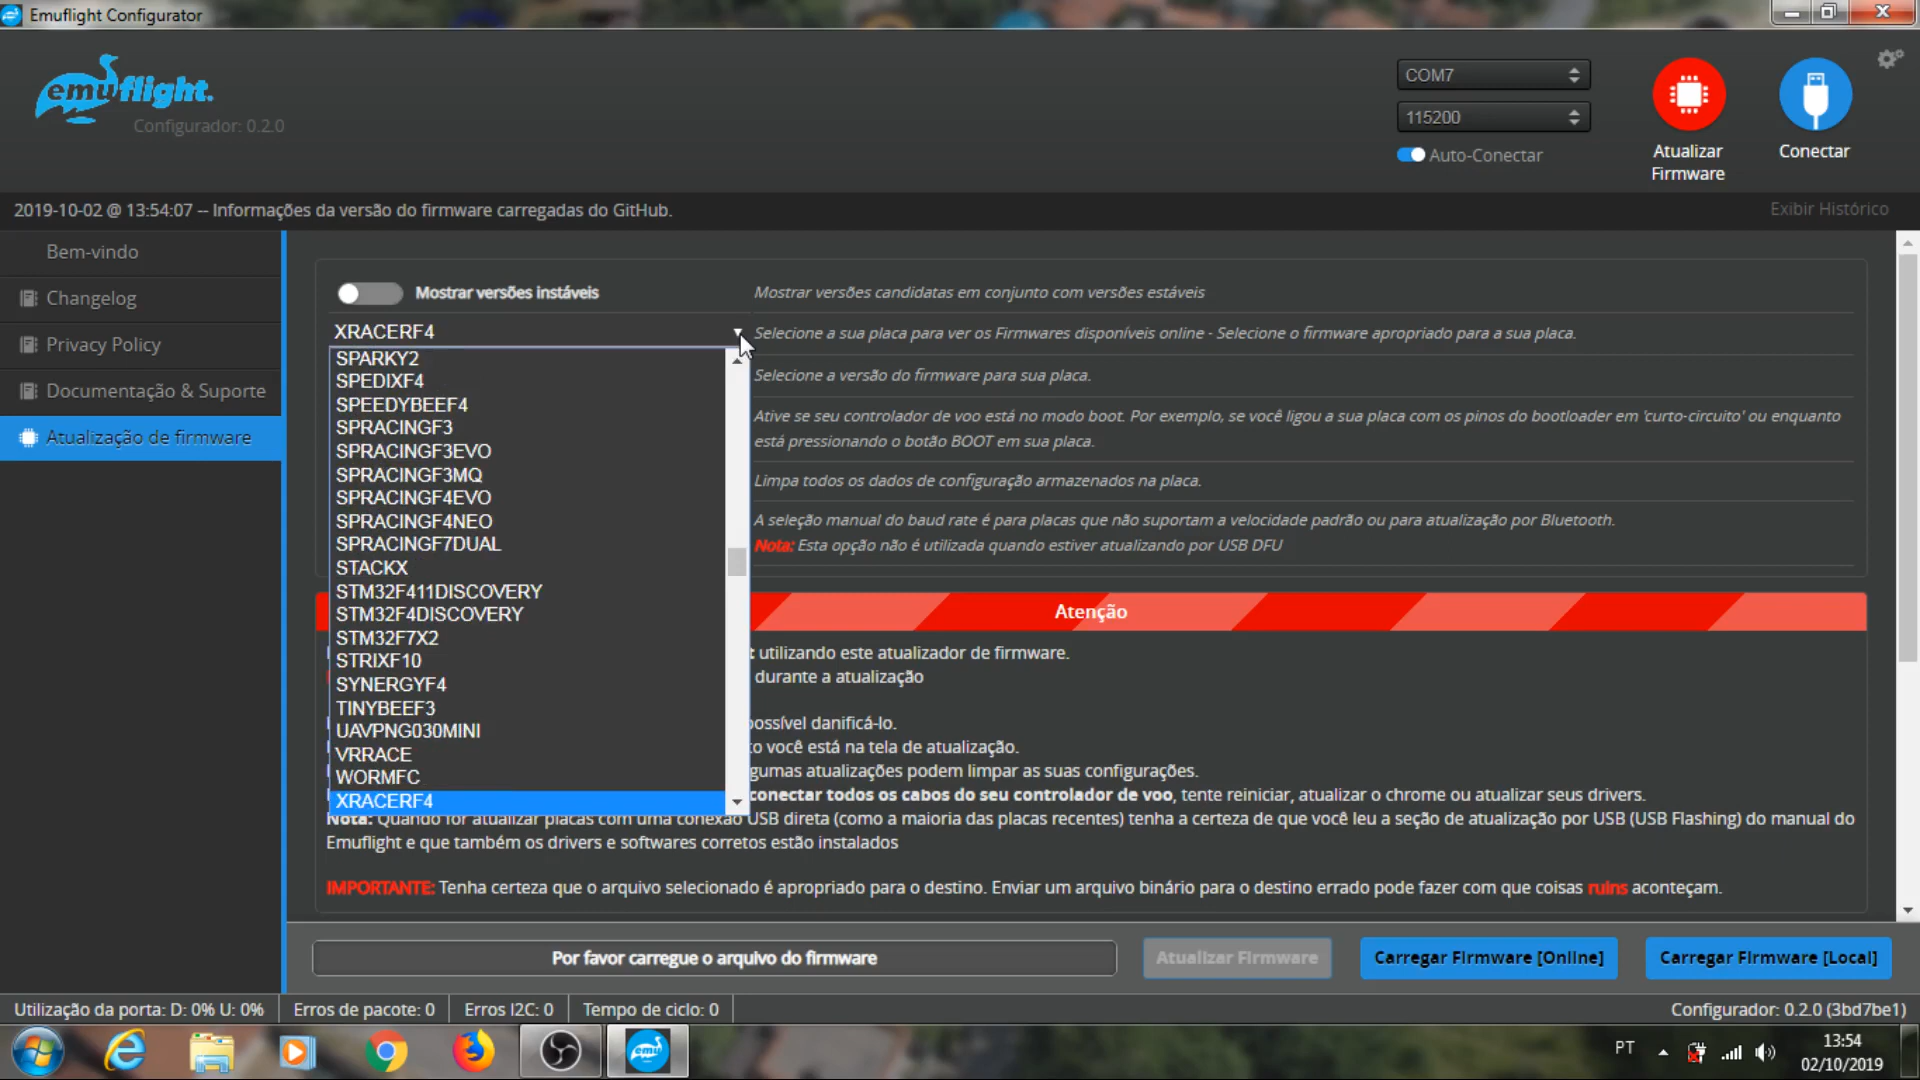 Emuflight Configurator
emuflight.
Configurador: 0.2.0
COM7
115200
Auto-Conectar
Atualizar
Firmware
Conectar
2019-10-02 @ 13:54:07 -- Informações da versão do firmware carregadas do GitHub.
Exibir Histórico
Bem-vindo
Changelog
Privacy Policy
Documentação & Suporte
Atualização de firmware
Mostrar versões instáveis
Mostrar versões candidatas em conjunto com versões estáveis
XRACERF4
Selecione a sua placa para ver os Firmwares disponíveis online - Selecione o firmware apropriado para a sua placa.
SPARKY2
SPEDIXF4
SPEEDYBEEF4
SPRACINGF3
SPRACINGF3EVO
SPRACINGF3MQ
SPRACINGF4EVO
SPRACINGF4NEO
SPRACINGF7DUAL
STACKX
STM32F411DISCOVERY
STM32F4DISCOVERY
STM32F7X2
STRIXF10
SYNERGYF4
TINYBEEF3
UAVPNG030MINI
VRRACE
WORMFC
XRACERF4
Selecione a versão do firmware para sua placa.
Ative se seu controlador de voo está no modo boot. Por exemplo, se você ligou a sua placa com os pinos do bootloader em 'curto-circuito' ou enquanto
está pressionando o botão BOOT em sua placa.
Limpa todos os dados de configuração armazenados na placa.
A seleção manual do baud rate é para placas que não suportam a velocidade padrão ou para atualização por Bluetooth.
Nota: Esta opção não é utilizada quando estiver atualizando por USB DFU
Atenção
utilizando este atualizador de firmware.
durante a atualização
possível danificá-lo.
você está na tela de atualização.
atualizações podem limpar as suas configurações.
conectar todos os cabos do seu controlador de voo, tente reiniciar, atualizar o chrome ou atualizar seus drivers.
Nota: Quando for atualizar placas com uma conexão USB direta (como a maioria das placas recentes) tenha a certeza de que você leu a seção de atualização por USB (USB Flashing) do manual do
Emuflight e que também os drivers e softwares corretos estão instalados
IMPORTANTE: Tenha certeza que o arquivo selecionado é apropriado para o destino. Enviar um arquivo binário para o destino errado pode fazer com que coisas ruins aconteçam.
Por favor carregue o arquivo do firmware
Atualizar Firmware
Carregar Firmware [Online]
Carregar Firmware [Local]
Utilização da porta: D: 0% U: 0%
Erros de pacote: 0
Erros I2C: 0
Tempo de ciclo: 0
Configurador: 0.2.0 (3bd7be1)
emu
PT
13:54
02/10/2019